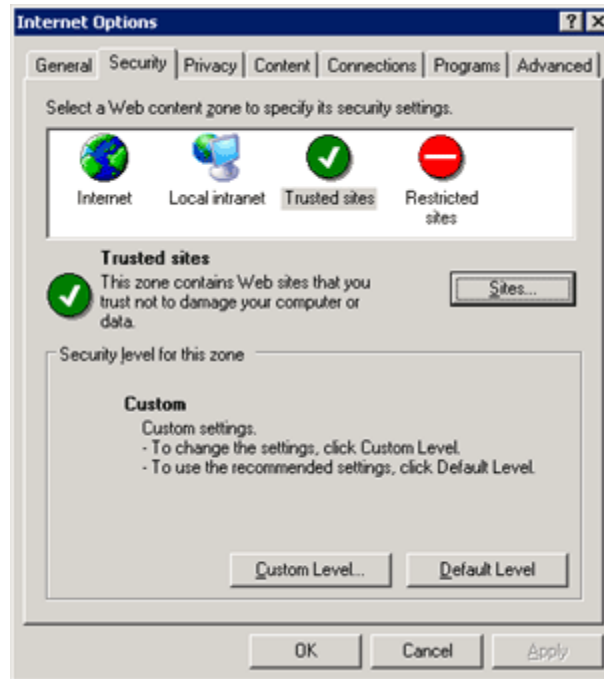 Internet Options
General Security Privacy Content Connections Programs Advanced
Select a Web content zone to specify its security settings.
Internet Local intranet Trusted sites Restricted
sites
Trusted sites
This zone contains Web sites that you
trust not to damage your computer or
data.
Sites...
Security level for this zone
Custom
Custom settings.
- To change the settings, click Custom Level.
- To use the recommended settings, click Default Level.
Custom Level... Default Level
OK Cancel Apply